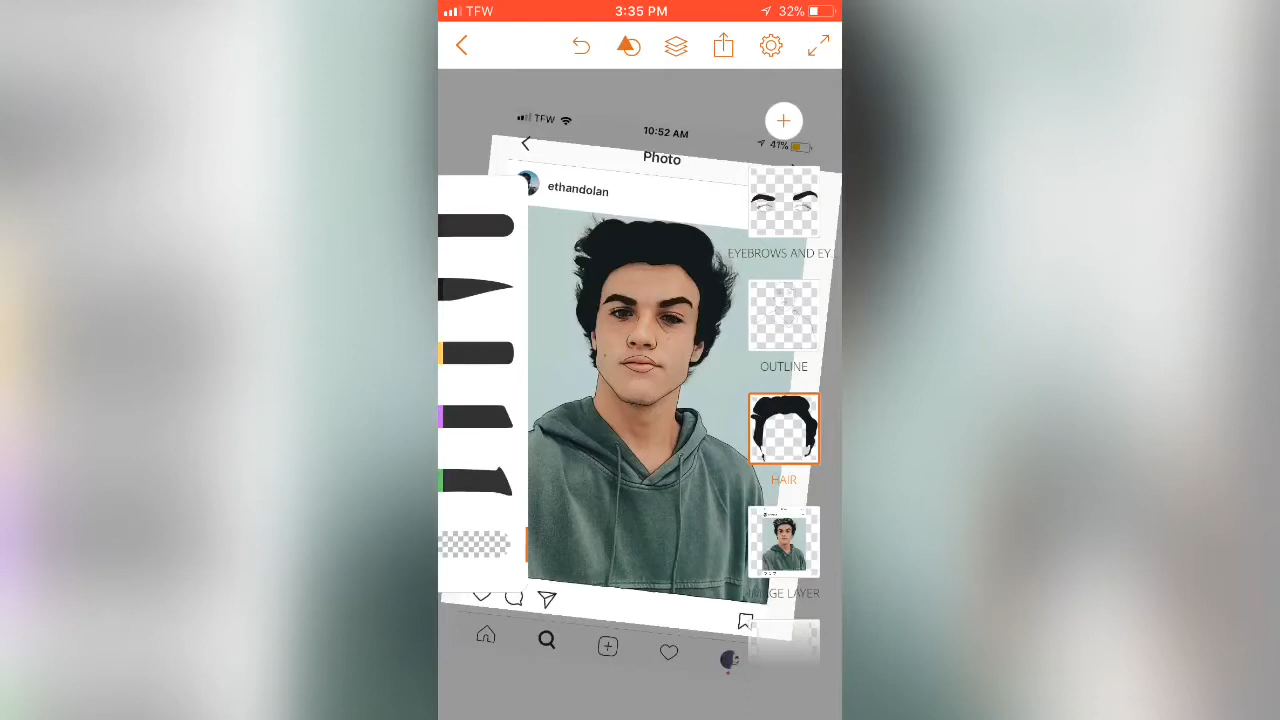 TFW 3:35 PM 32%
TFW 10:52 AM 41%
Photo
ethandolan
EYEBROWS AND EY
OUTLINE
HAIR
GE LAYER